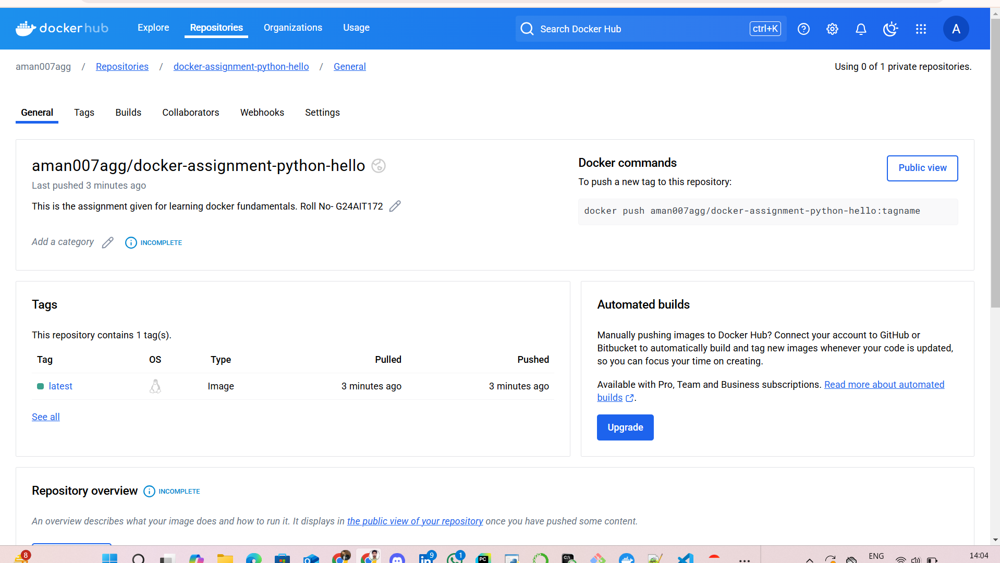 dockerhub Explore Repositories Organizations Usage Search Docker Hub ctrl+K A
aman007agg / Repositories / docker-assignment-python-hello / General Using 0 of 1 private repositories.
General Tags Builds Collaborators Webhooks Settings
aman007agg/docker-assignment-python-hello
Last pushed 3 minutes ago
This is the assignment given for learning docker fundamentals. Roll No- G24AIT172
Add a category INCOMPLETE
Docker commands
Public view
To push a new tag to this repository:
docker push aman007agg/docker-assignment-python-hello:tagname
Tags
This repository contains 1 tag(s).
Tag OS Type Pulled Pushed
latest Image 3 minutes ago 3 minutes ago
See all
Automated builds
Manually pushing images to Docker Hub? Connect your account to GitHub or
Bitbucket to automatically build and tag new images whenever your code is updated,
so you can focus your time on creating.
Available with Pro, Team and Business subscriptions. Read more about automated
builds.
Upgrade
Repository overview INCOMPLETE
An overview describes what your image does and how to run it. It displays in the public view of your repository once you have pushed some content.
8 in 9 1 PC C:\ ENG 14:04